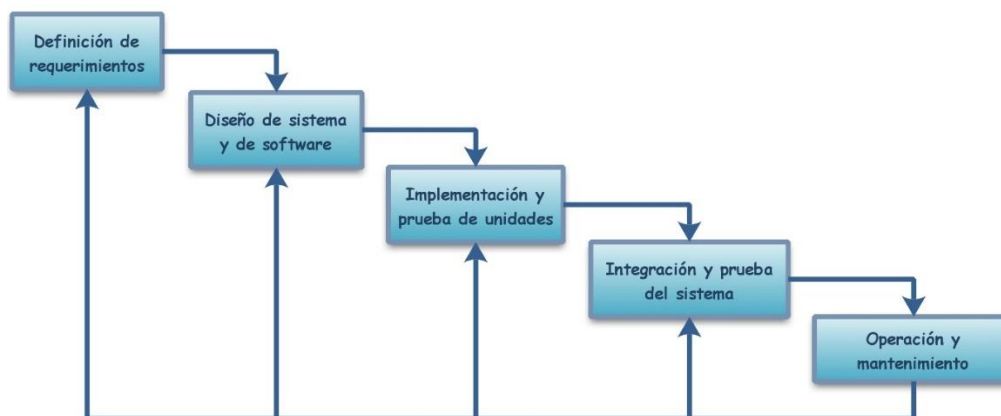 Definición de
requerimientos
Diseño de sistema
y de software
Implementación y
prueba de unidades
Integración y prueba
del sistema
Operación y
mantenimiento